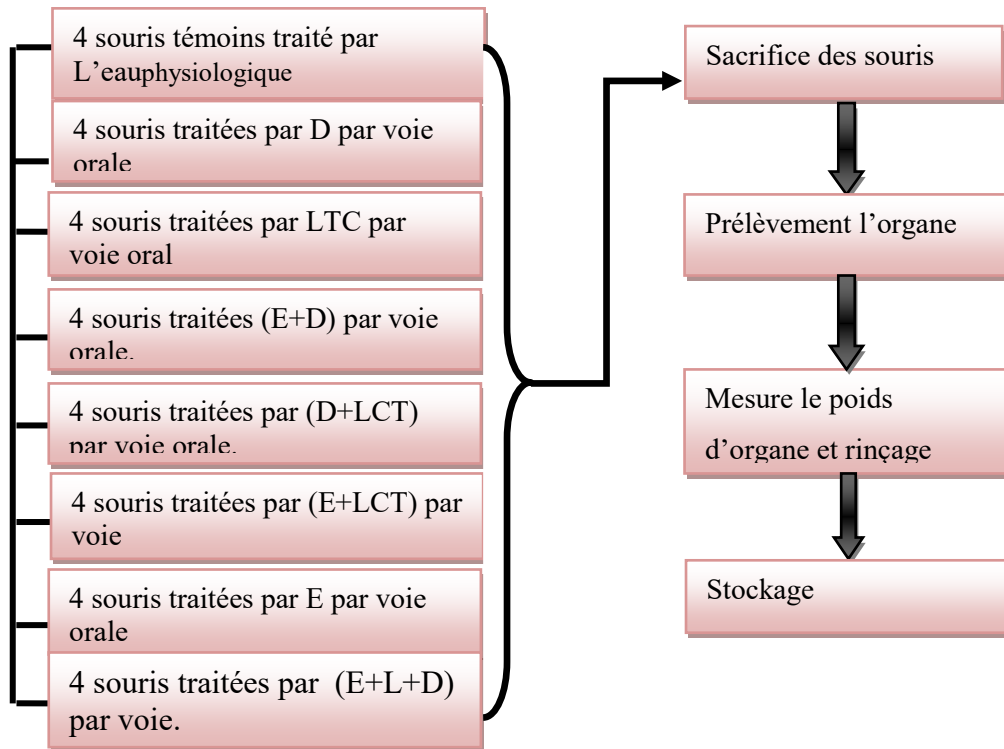 4 souris témoins traité par
L'eauphysiologique
4 souris traitées par D par voie
orale
4 souris traitées par LTC par
voie oral
4 souris traitées (E+D) par voie
orale.
4 souris traitées par (D+LCT)
par voie orale.
4 souris traitées par (E+LCT) par
voie
4 souris traitées par E par voie
orale
4 souris traitées par (E+L+D)
par voie.
Sacrifice des souris
Prélèvement l'organe
Mesure le poids
d'organe et rinçage
Stockage